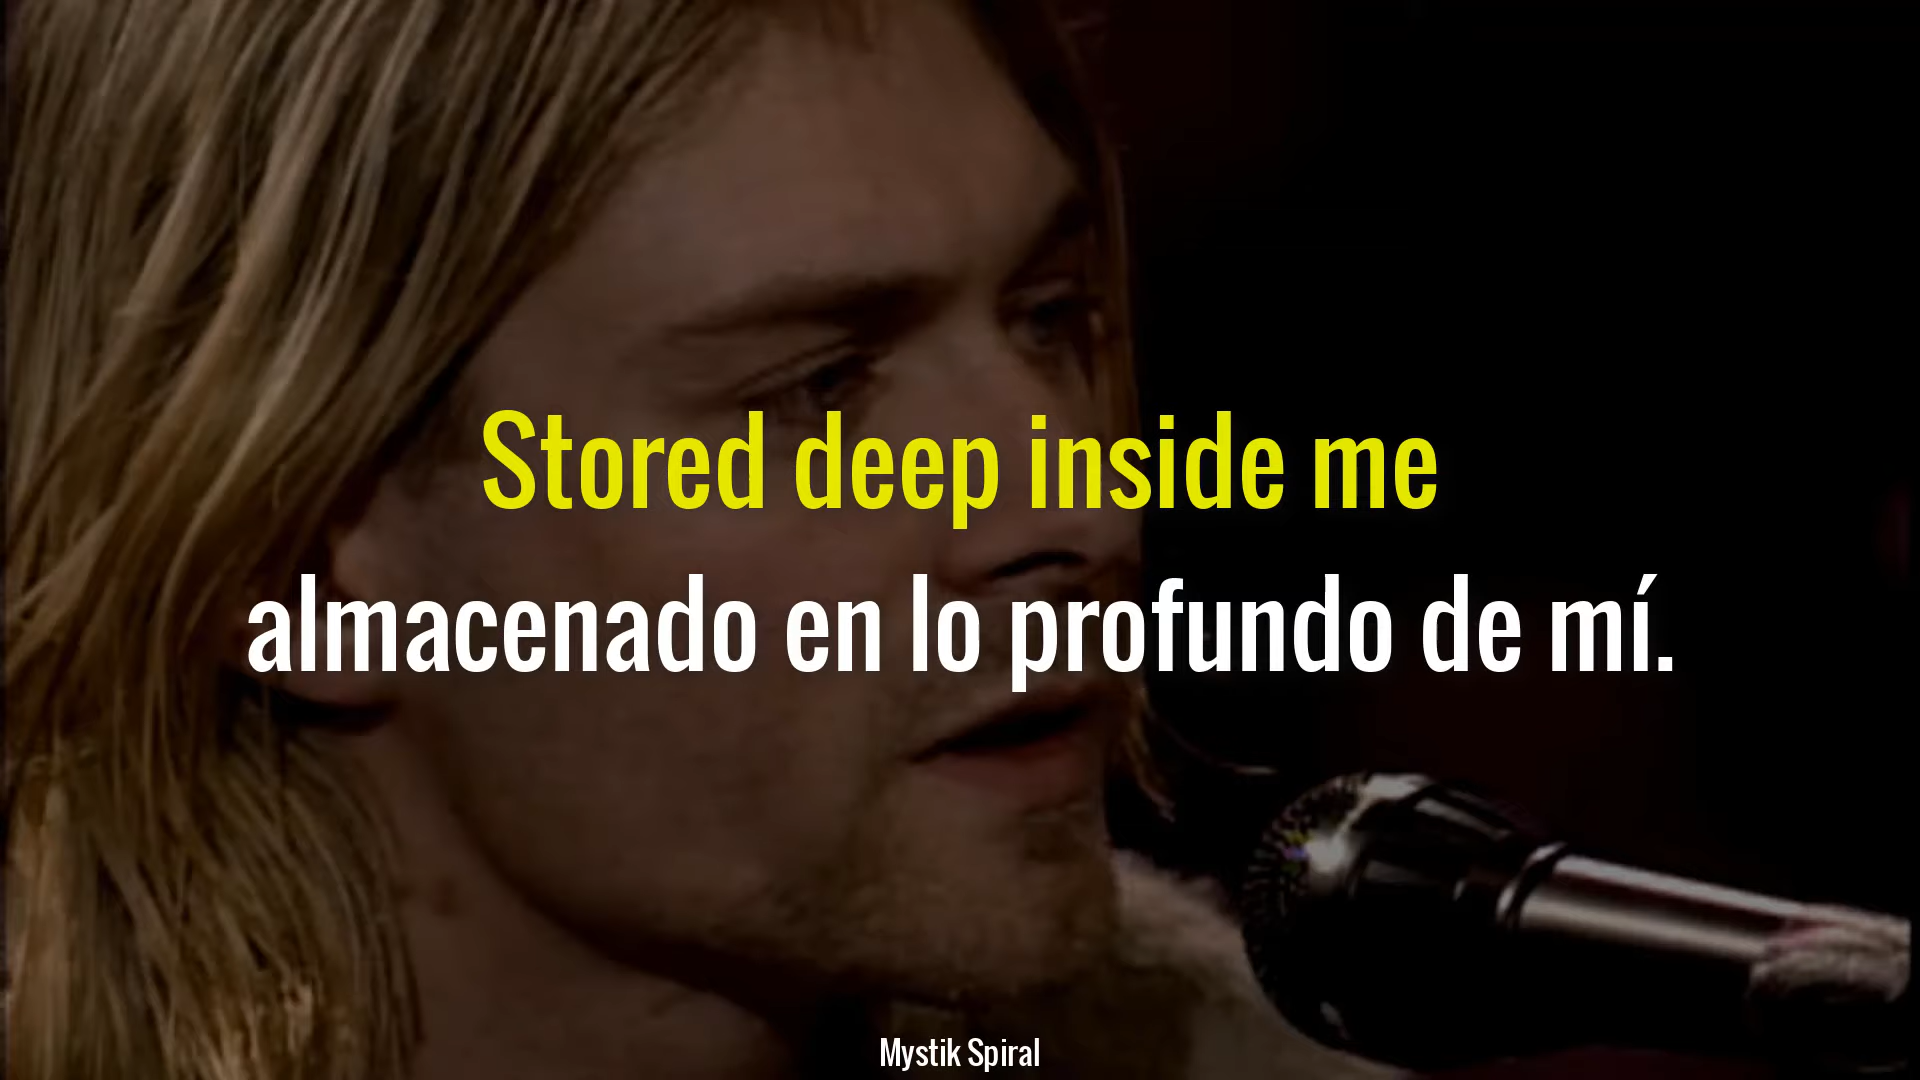 Stored deep inside me
almacenado en lo profundo de mí.
Mystik Spiral